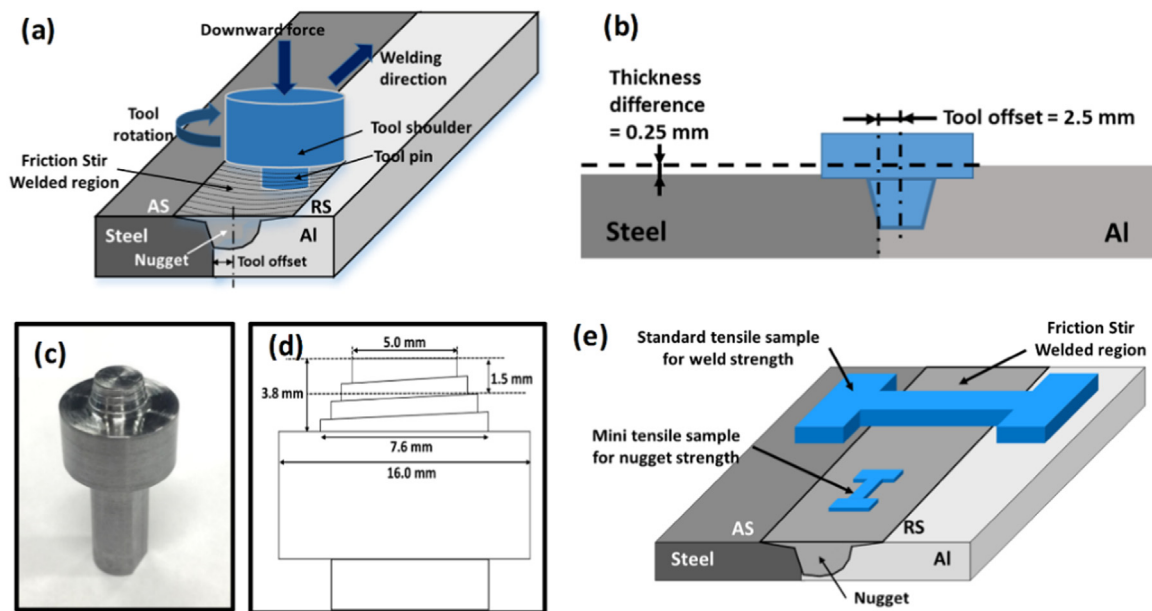 (a)
Downward force
Welding
direction
Tool
rotation
Tool shoulder
Tool pin
Friction Stir
Welded region
AS
RS
Steel
Al
Nugget
Tool offset
(b)
Thickness
difference
= 0.25 mm
Tool offset = 2.5 mm
Steel
Al
(c)
(d)
5.0 mm
3.8 mm
1.5 mm
7.6 mm
16.0 mm
(e)
Standard tensile sample
for weld strength
Friction Stir
Welded region
Mini tensile sample
for nugget strength
AS
RS
Steel
Al
Nugget